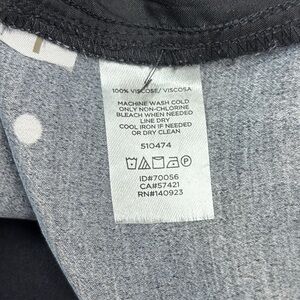 100% VISCOSE/ VISCOSA
MACHINE WASH COLD
ONLY NON-CHLORINE
BLEACH WHEN NEEDED
LINE DRY
COOL IRON IF NEEDED
OR DRY CLEAN
510474
ID#70056
CA#57421
RN#140923